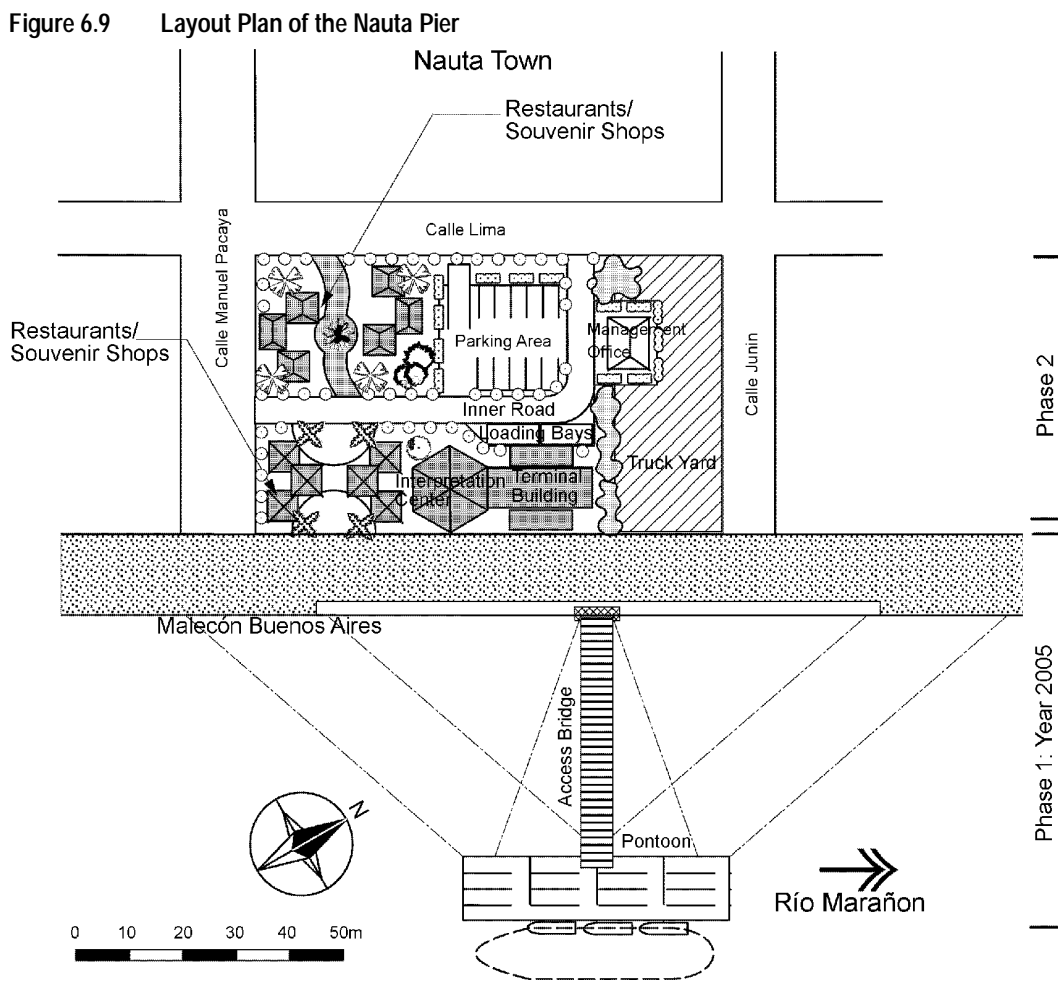 Figure 6.9 Layout Plan of the Nauta Pier
Nauta Town
Restaurants/
Souvenir Shops
Calle Manuel Pacaya
Calle Lima
Restaurants/
Souvenir Shops
Parking Area
Management
Office
Calle Junin
Phase 2
Inner Road
Loading Bays
Interpretation
Center
Terminal
Building
Truck Yard
Malecón Buenos Aires
Access Bridge
Phase 1: Year 2005
N
Pontoon
Río Marañon
0 10 20 30 40 50m